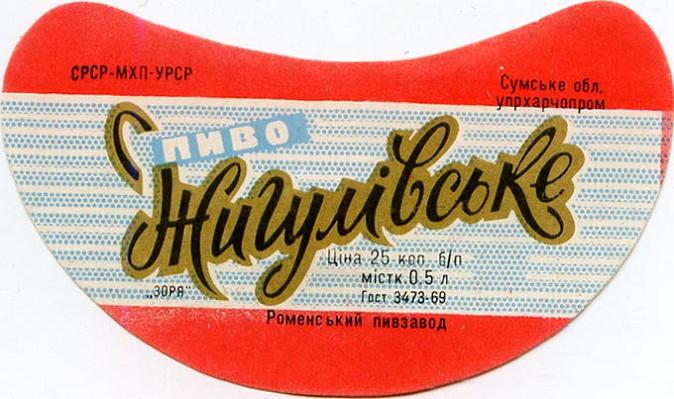 СРСР-МХП-УРСР
Сумське обл.
упрхарчопром
ПИВО
Жигулівське
Ціна 25 коп б/п
містк. 0,5 л
„ЗОРЯ"
Гост 3473-69
Роменський пивзавод